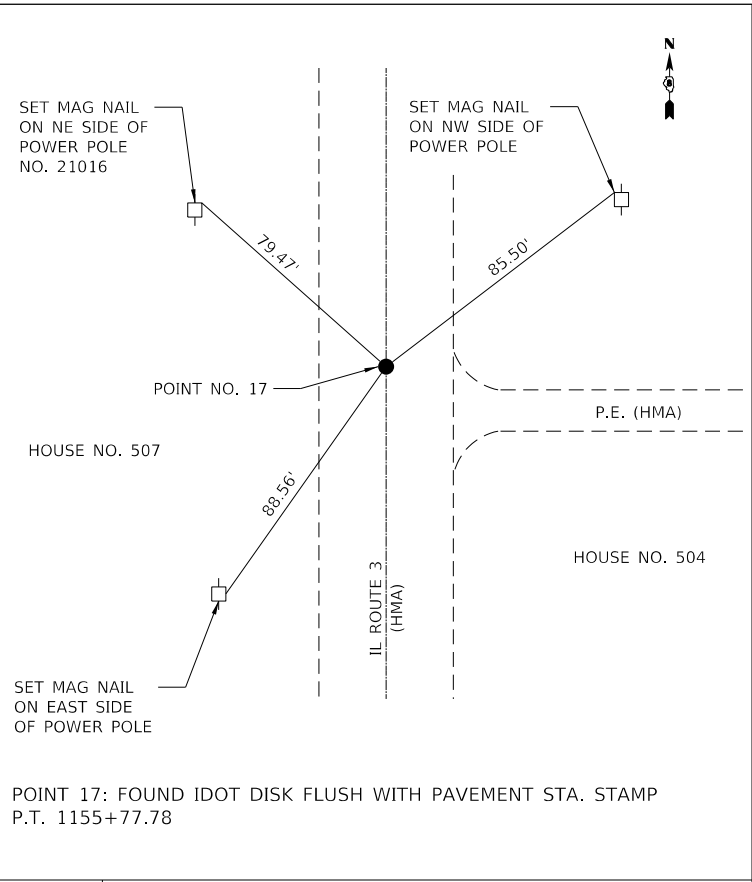 N
SET MAG NAIL
ON NE SIDE OF
POWER POLE
NO. 21016
SET MAG NAIL
ON NW SIDE OF
POWER POLE
79.47'
85.50'
POINT NO. 17
P.E. (HMA)
HOUSE NO. 507
88.56'
HOUSE NO. 504
IL ROUTE 3
(HMA)
SET MAG NAIL
ON EAST SIDE
OF POWER POLE
POINT 17: FOUND IDOT DISK FLUSH WITH PAVEMENT STA. STAMP
P.T. 1155+77.78